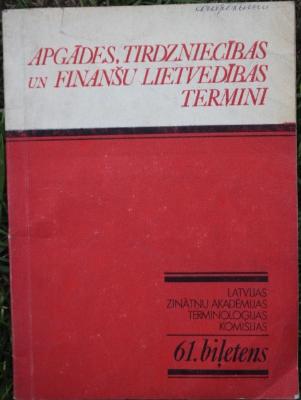 APGĀDES, TIRDZNIECĪBAS
UN FINANŠU LIETVEDĪBAS
TERMINI
LATVIJAS
ZINĀTŅU AKADĒMIJAS
TERMINOLOĢIJAS
KOMISIJAS
61. biļetens